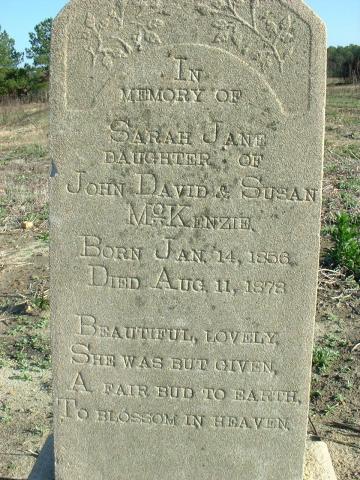 In
memory of
Sarah Jane
daughter of
John David & Susan
McKenzie.
Born Jan. 14, 1856
Died Aug. 11, 1878
Beautiful, lovely,
She was but given,
A fair bud to earth,
To blossom in heaven.